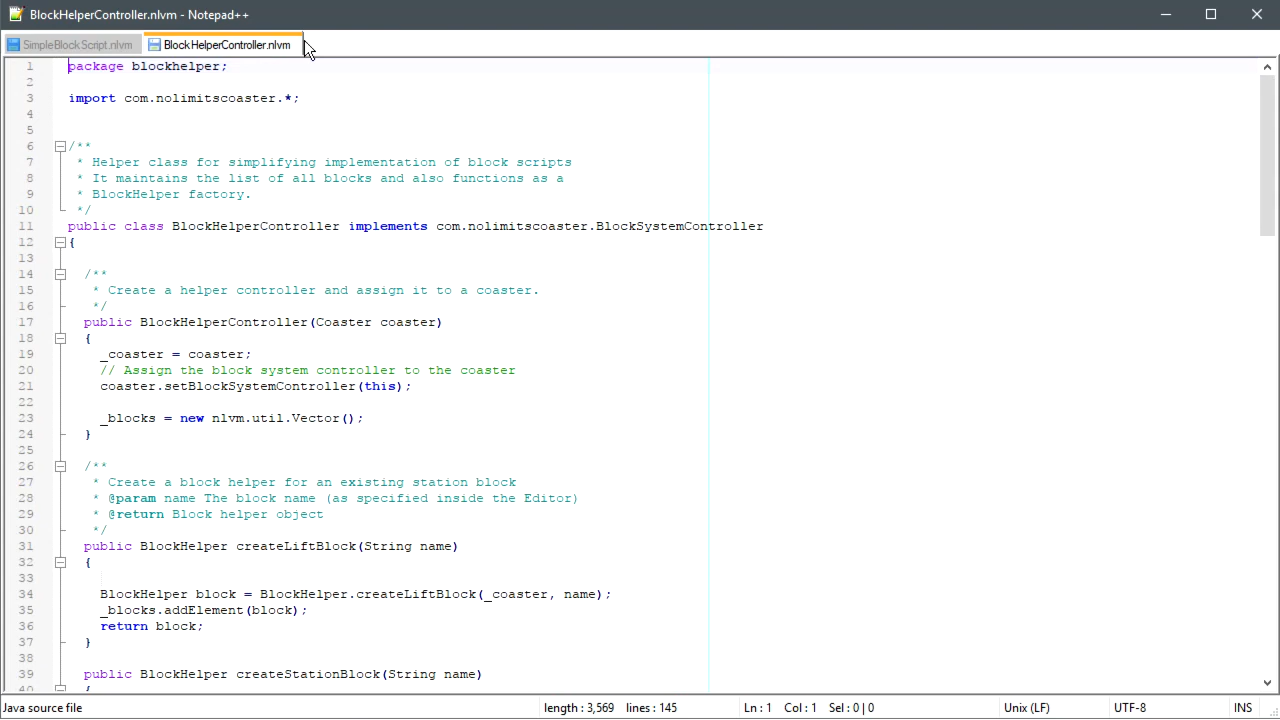 BlockHelperController.nlvm - Notepad++
SimpleBlockScript.nlvm BlockHelperController.nlvm
1 package blockhelper;
2
3 import com.nolimitscoaster.*;
4
5
6 /**
7 * Helper class for simplifying implementation of block scripts
8 * It maintains the list of all blocks and also functions as a
9 * BlockHelper factory.
10 */
11 public class BlockHelperController implements com.nolimitscoaster.BlockSystemController
12 {
13
14 /**
15 * Create a helper controller and assign it to a coaster.
16 */
17 public BlockHelperController(Coaster coaster)
18 {
19 _coaster = coaster;
20 // Assign the block system controller to the coaster
21 coaster.setBlockSystemController(this);
22
23 _blocks = new nlvm.util.Vector();
24 }
25
26 /**
27 * Create a block helper for an existing station block
28 * @param name The block name (as specified inside the Editor)
29 * @return Block helper object
30 */
31 public BlockHelper createLiftBlock(String name)
32 {
33
34 BlockHelper block = BlockHelper.createLiftBlock(_coaster, name);
35 _blocks.addElement(block);
36 return block;
37 }
38
39 public BlockHelper createStationBlock(String name)
40 {
Java source file length : 3,569 lines : 145 Ln : 1 Col : 1 Sel : 0 | 0 Unix (LF) UTF-8 INS